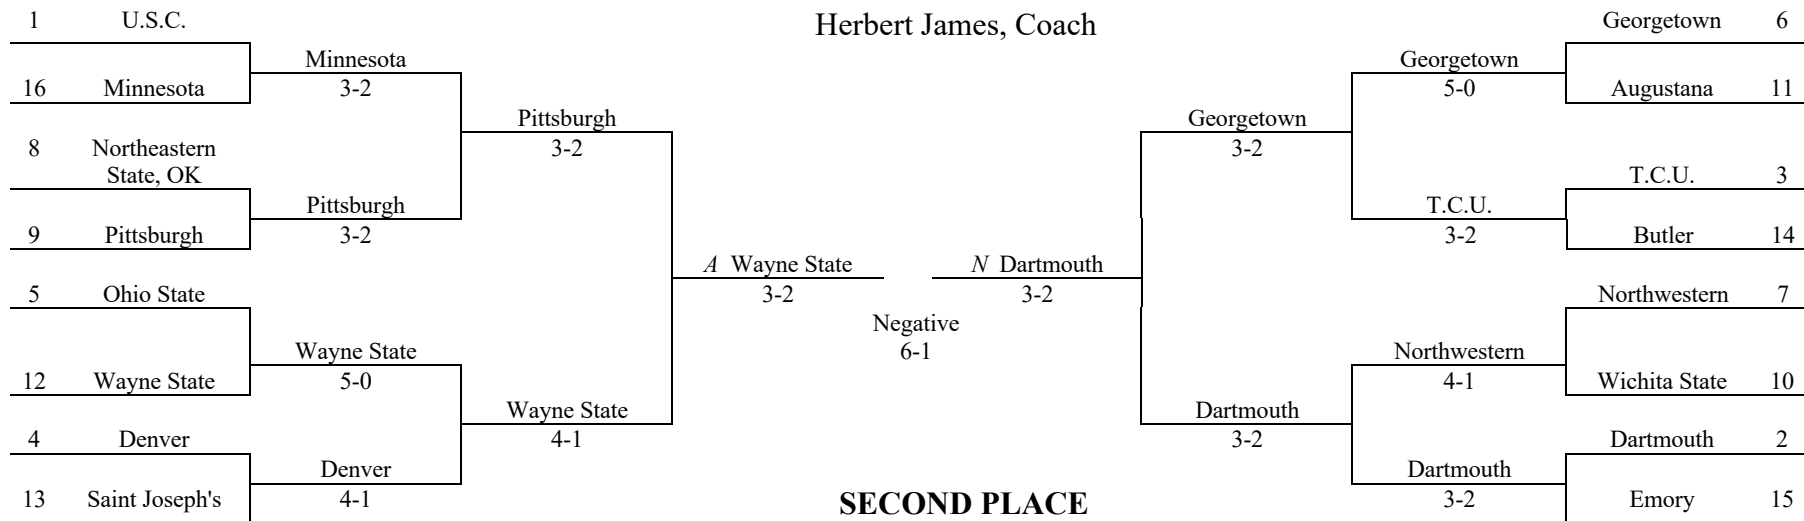 1 U.S.C.
Herbert James, Coach
Georgetown 6
Minnesota
3-2
Georgetown
5-0
16 Minnesota
Augustana 11
Pittsburgh
3-2
Georgetown
3-2
8 Northeastern
State, OK
T.C.U. 3
Pittsburgh
3-2
T.C.U.
3-2
9 Pittsburgh
Butler 14
A Wayne State
3-2
N Dartmouth
3-2
5 Ohio State
Northwestern 7
Negative
6-1
Wayne State
5-0
Northwestern
4-1
12 Wayne State
Wichita State 10
Wayne State
4-1
Dartmouth
3-2
4 Denver
Dartmouth 2
Denver
4-1
Dartmouth
3-2
13 Saint Joseph's
SECOND PLACE
Emory 15